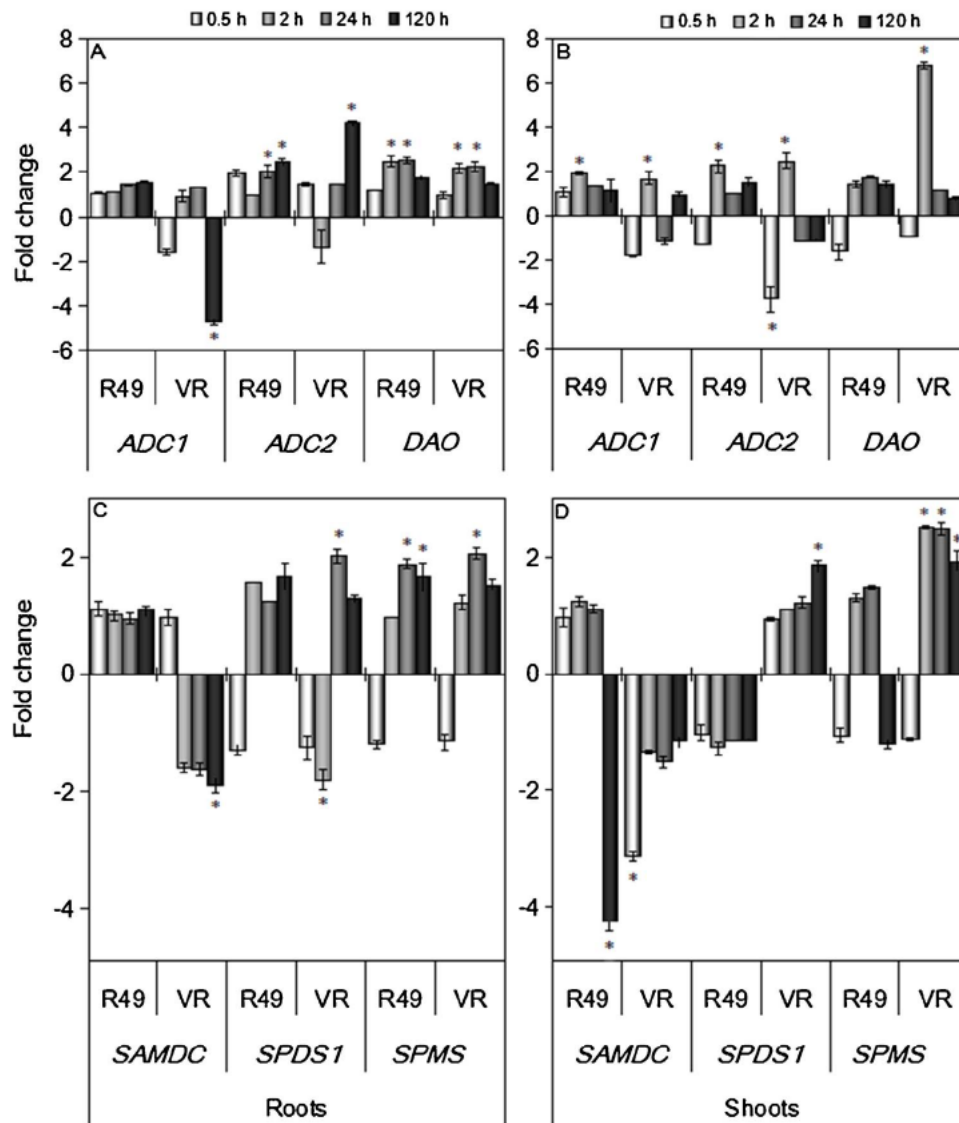 0.5 h 2 h 24 h 120 h
0.5 h 2 h 24 h 120 h
A
8
6
4
2
0
-2
-4
-6
Fold change
R49 VR R49 VR R49 VR
ADC1 ADC2 DAO
B
8
6
4
2
0
-2
-4
-6
R49 VR R49 VR R49 VR
ADC1 ADC2 DAO
C
2
0
-2
-4
Fold change
R49 VR R49 VR R49 VR
SAMDC SPDS1 SPMS
Roots
D
2
0
-2
-4
R49 VR R49 VR R49 VR
SAMDC SPDS1 SPMS
Shoots